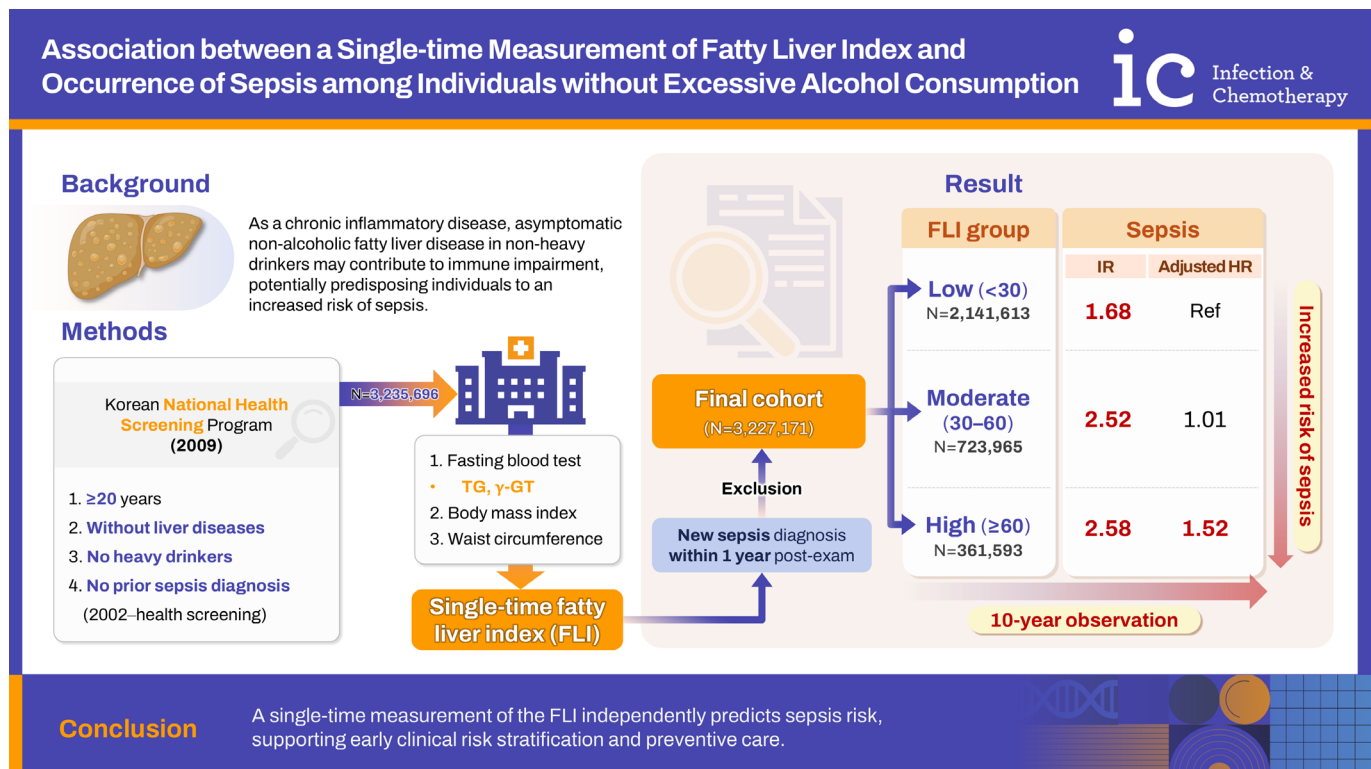 Association between a Single-time Measurement of Fatty Liver Index and
Occurrence of Sepsis among Individuals without Excessive Alcohol Consumption
ic
Infection &
Chemotherapy
Background
As a chronic inflammatory disease, asymptomatic
non-alcoholic fatty liver disease in non-heavy
drinkers may contribute to immune impairment,
potentially predisposing individuals to an
increased risk of sepsis.
Methods
Korean National Health
Screening Program
(2009)
1. ≥20 years
2. Without liver diseases
3. No heavy drinkers
4. No prior sepsis diagnosis
(2002–health screening)
N=3,235,696
1. Fasting blood test
• TG, γ-GT
2. Body mass index
3. Waist circumference
Single-time fatty
liver index (FLI)
New sepsis diagnosis
within 1 year post-exam
Exclusion
Final cohort
(N=3,227,171)
Result
FLI group
Sepsis
IR
Adjusted HR
Low (<30)
N=2,141,613
1.68
Ref
Moderate
(30–60)
N=723,965
2.52
1.01
High (≥60)
N=361,593
2.58
1.52
Increased risk of sepsis
10-year observation
Conclusion
A single-time measurement of the FLI independently predicts sepsis risk,
supporting early clinical risk stratification and preventive care.